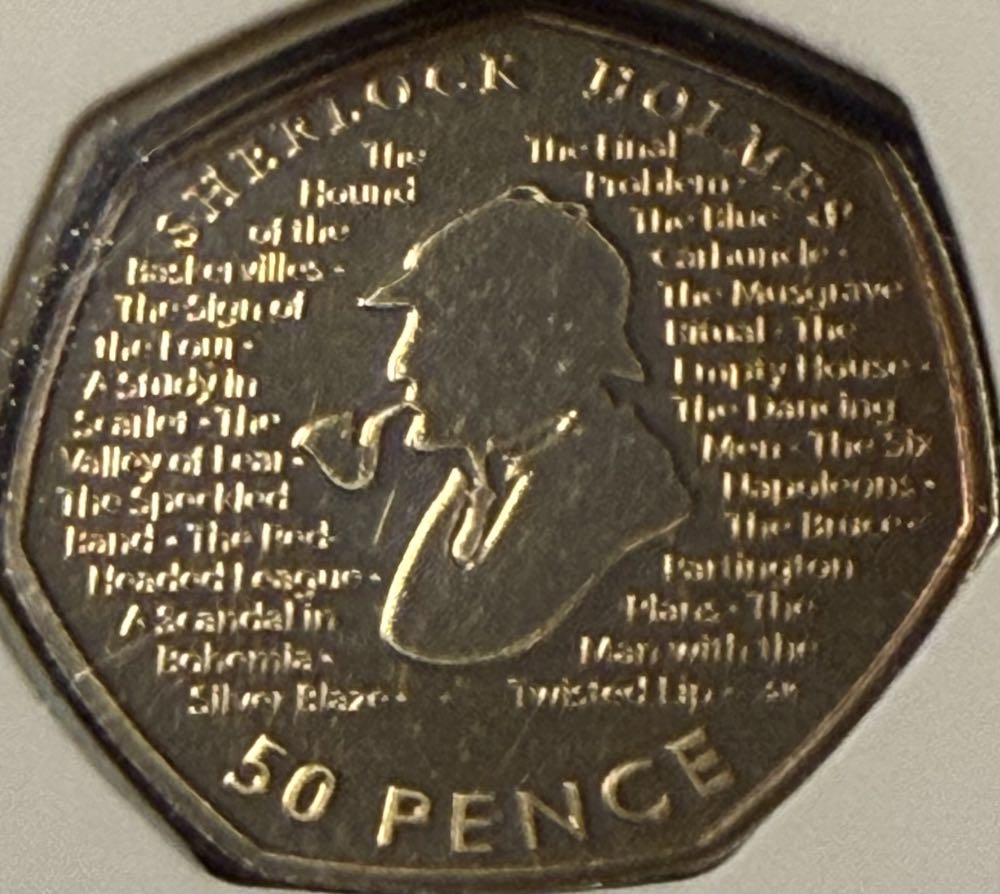 SHERLOCK HOLMES
The
Hound
of the
Baskervilles ·
The Sign of
the Four ·
A Study in
Scarlet · The
Valley of Fear ·
The Speckled
Band · The Red-
Headed League ·
A Scandal in
Bohemia ·
Silver Blaze ·
The Final
Problem ·
The Blue
Carbuncle ·
The Musgrave
Ritual · The
Empty House ·
The Dancing
Men · The Six
Napoleons ·
The Bruce-
Partington
Plans · The
Man with the
Twisted Lip
50 PENCE